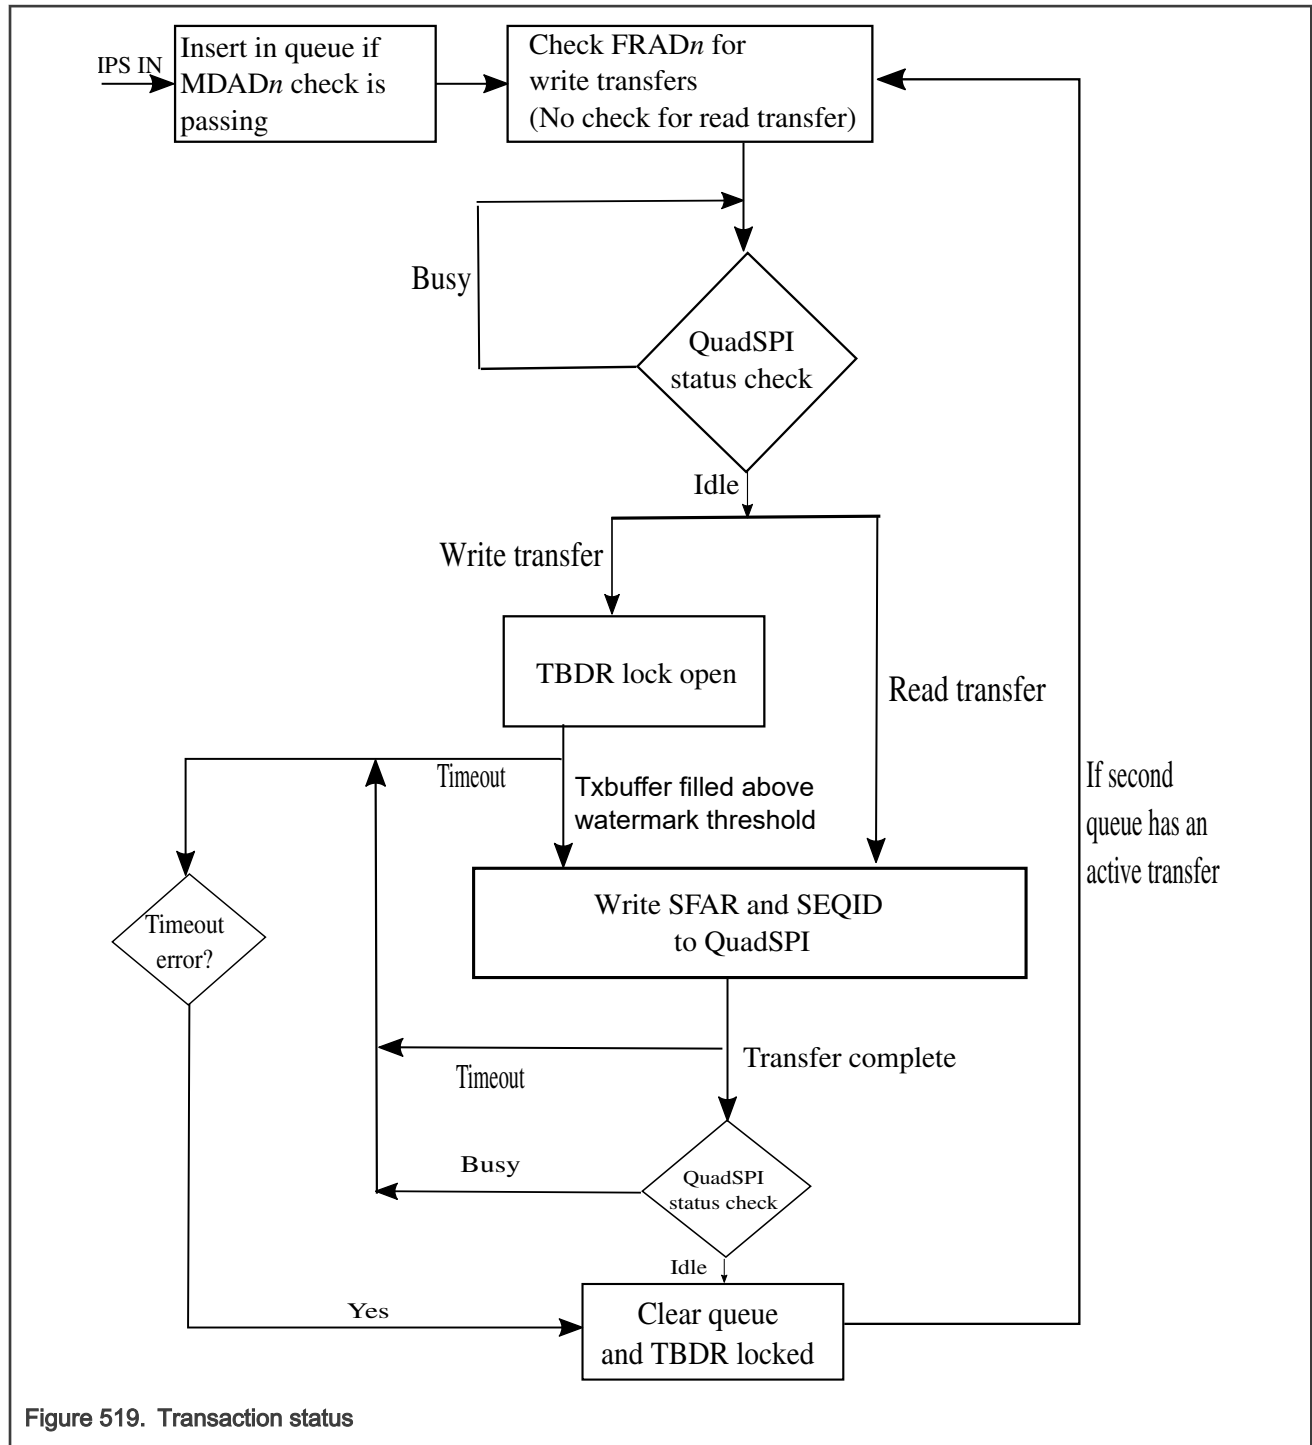 IPS IN
Insert in queue if
MDADn check is
passing
Check FRADn for
write transfers
(No check for read transfer)
Busy
QuadSPI
status check
Idle
Write transfer
TBDR lock open
Read transfer
Timeout
Txbuffer filled above
watermark threshold
If second
queue has an
active transfer
Timeout
error?
Write SFAR and SEQID
to QuadSPI
Timeout
Transfer complete
Busy
QuadSPI
status check
Idle
Yes
Clear queue
and TBDR locked
Figure 519. Transaction status